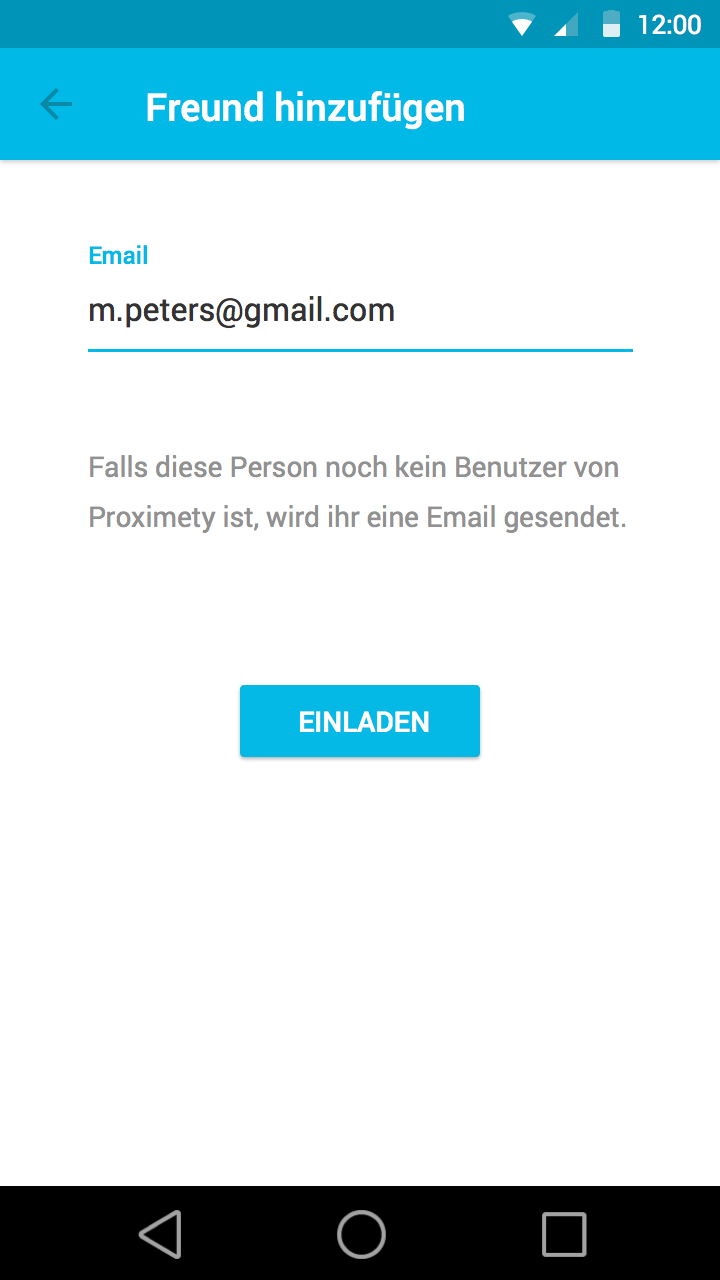 12:00
Freund hinzufügen
Email
m.peters@gmail.com
Falls diese Person noch kein Benutzer von
Proximety ist, wird ihr eine Email gesendet.
EINLADEN